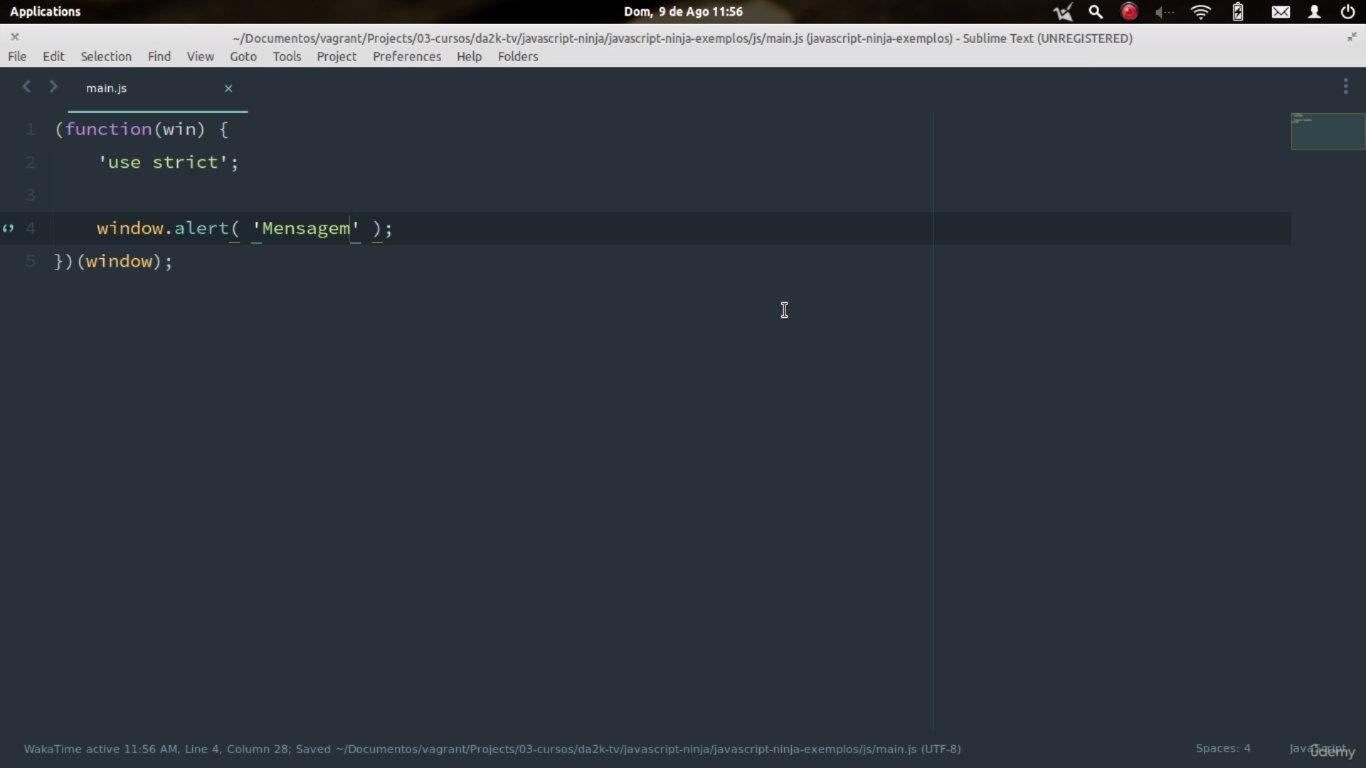 Applications Dom, 9 de Ago 11:56
~/Documentos/vagrant/Projects/03-cursos/da2k-tv/javascript-ninja/javascript-ninja-exemplos/js/main.js (javascript-ninja-exemplos) - Sublime Text (UNREGISTERED)
File Edit Selection Find View Goto Tools Project Preferences Help Folders
main.js
1 (function(win) {
2 'use strict';
3
4 window.alert( 'Mensagem' );
5 })(window);
WakaTime active 11:56 AM, Line 4, Column 28; Saved ~/Documentos/vagrant/Projects/03-cursos/da2k-tv/javascript-ninja/javascript-ninja-exemplos/js/main.js (UTF-8) Spaces: 4 JavaScript
ûdemy